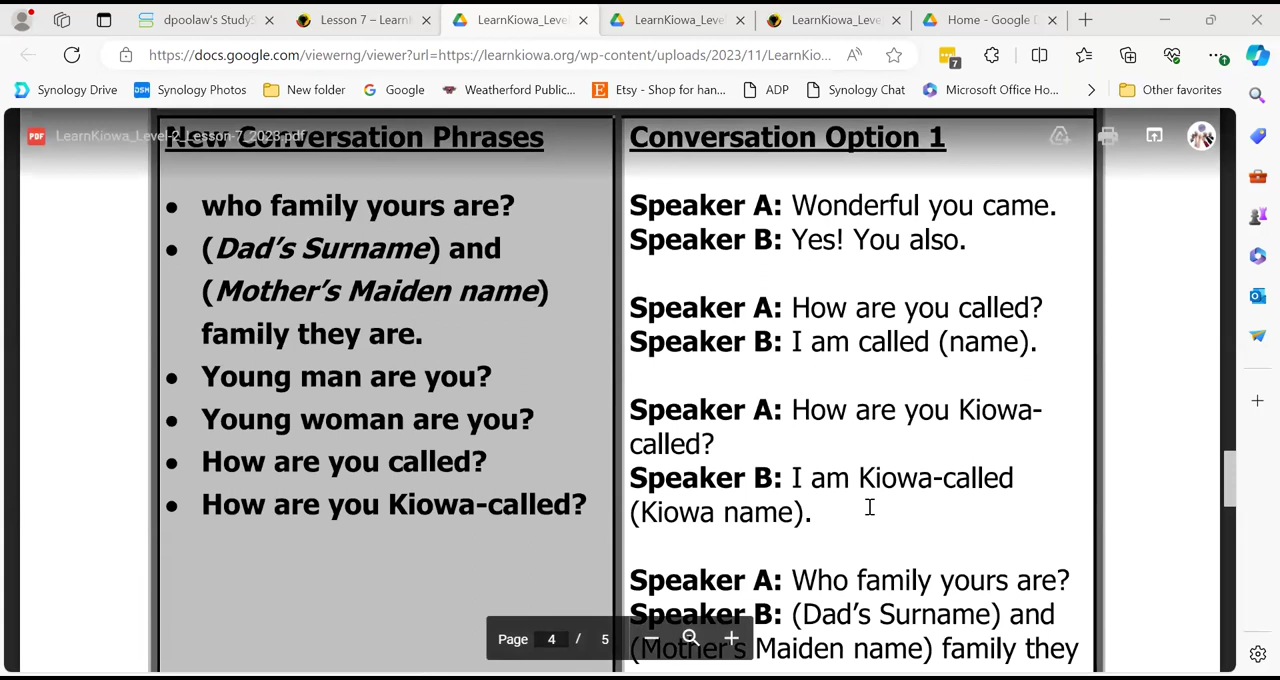 dpoolaw's StudyS
Lesson 7 – Learn
LearnKiowa_Leve
LearnKiowa_Leve
LearnKiowa_Leve
Home - Google D
https://docs.google.com/viewerng/viewer?url=https://learnkiowa.org/wp-content/uploads/2023/11/LearnKio...
7
Synology Drive
Synology Photos
New folder
Google
Weatherford Public...
Etsy - Shop for han...
ADP
Synology Chat
Microsoft Office Ho...
Other favorites
PDF LearnKiowa_Level-2_Lesson-7_2023.pdf
New Conversation Phrases
• who family yours are?
• (Dad's Surname) and
(Mother's Maiden name)
family they are.
• Young man are you?
• Young woman are you?
• How are you called?
• How are you Kiowa-called?
Conversation Option 1
Speaker A: Wonderful you came.
Speaker B: Yes! You also.
Speaker A: How are you called?
Speaker B: I am called (name).
Speaker A: How are you Kiowa-
called?
Speaker B: I am Kiowa-called
(Kiowa name).
Speaker A: Who family yours are?
Speaker B: (Dad's Surname) and
(Mother's Maiden name) family they
Page 4 / 5